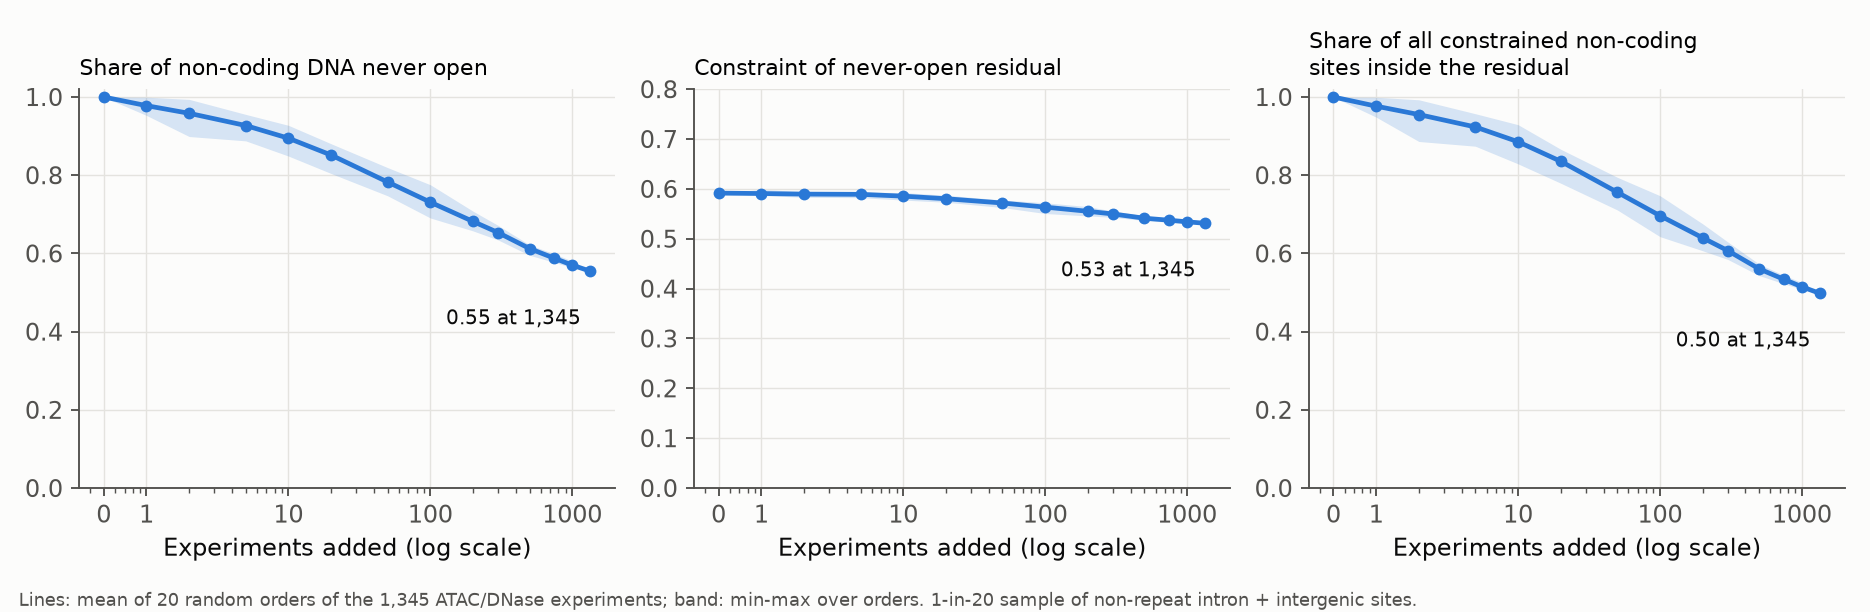 Share of non-coding DNA never open
1.0
0.8
0.6
0.4
0.2
0.0
0.55 at 1,345
0 1 10 100 1000
Experiments added (log scale)
Constraint of never-open residual
0.8
0.7
0.6
0.5
0.4
0.3
0.2
0.1
0.0
0.53 at 1,345
0 1 10 100 1000
Experiments added (log scale)
Share of all constrained non-coding
sites inside the residual
1.0
0.8
0.6
0.4
0.2
0.0
0.50 at 1,345
0 1 10 100 1000
Experiments added (log scale)
Lines: mean of 20 random orders of the 1,345 ATAC/DNase experiments; band: min-max over orders. 1-in-20 sample of non-repeat intron + intergenic sites.